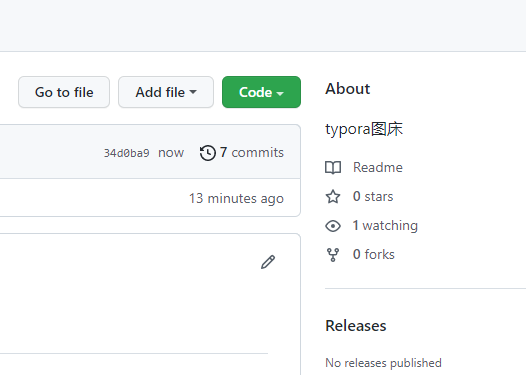 Go to file
Add file
Code
34d0ba9 now 7 commits
13 minutes ago
About
typora图床
Readme
0 stars
1 watching
0 forks
Releases
No releases published